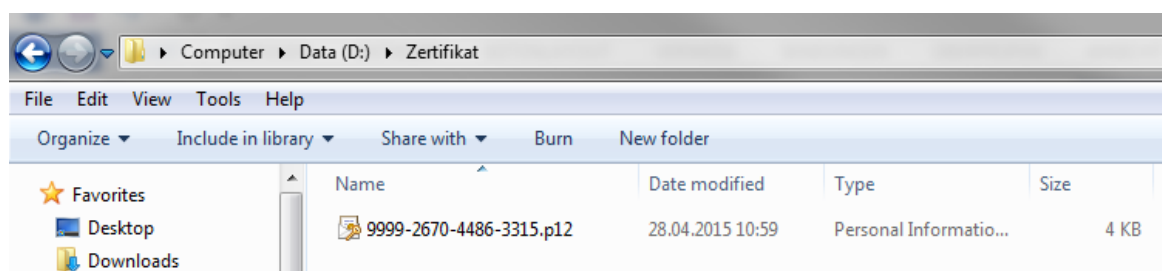 Computer ▸ Data (D:) ▸ Zertifikat
File Edit View Tools Help
Organize Include in library Share with Burn New folder
Favorites Name Date modified Type Size
Desktop 9999-2670-4486-3315.p12 28.04.2015 10:59 Personal Informatio... 4 KB
Downloads